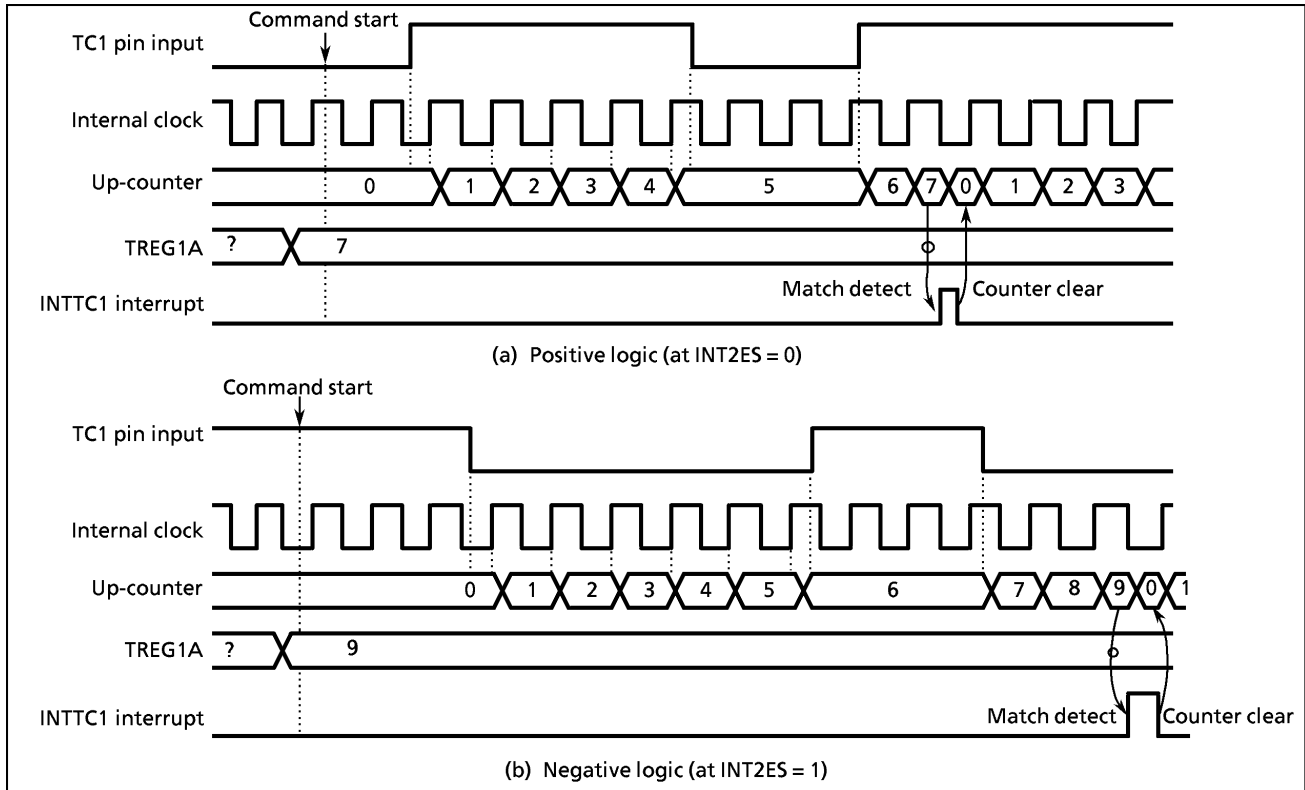 Command start
TC1 pin input
Internal clock
Up-counter 0 1 2 3 4 5 6 7 0 1 2 3
TREG1A ? 7
Match detect Counter clear
INTTC1 interrupt
(a) Positive logic (at INT2ES = 0)
Command start
TC1 pin input
Internal clock
Up-counter 0 1 2 3 4 5 6 7 8 9 0 1
TREG1A ? 9
INTTC1 interrupt Match detect Counter clear
(b) Negative logic (at INT2ES = 1)